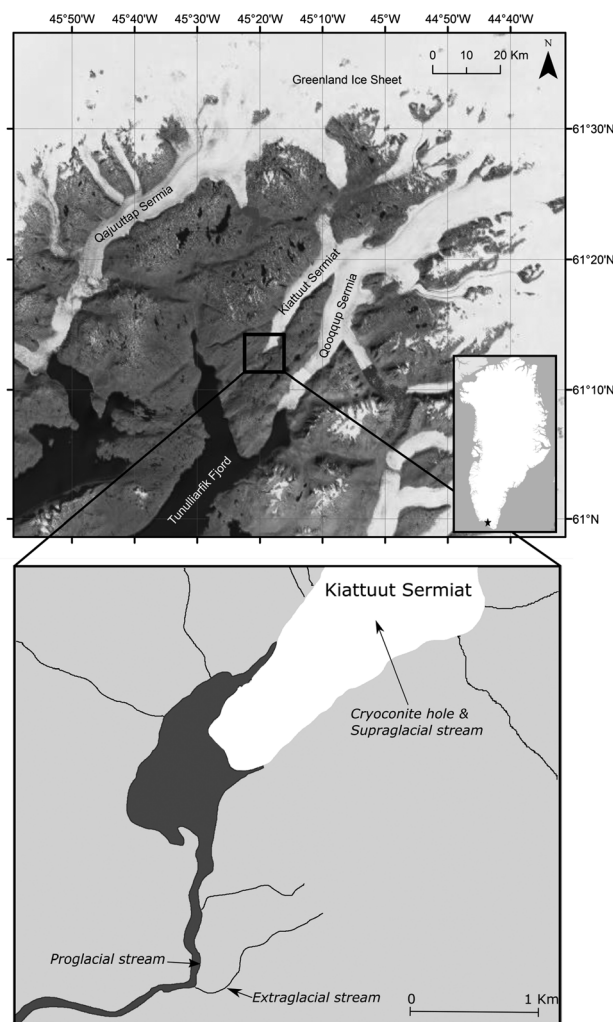 45°50'W 45°40'W 45°30'W 45°20'W 45°10'W 44°50'W 44°40'W
N
Greenland Ice Sheet
0 10 20 Km
61°30'N
Qajuuttap Sermia
61°20'N
Kiattuut Sermiat
Qooqqup Sermia
61°10'N
Tunulliarfik Fjord
61°N
Kiattuut Sermiat
Cryoconite hole &
Supraglacial stream
Proglacial stream
Extraglacial stream
0 1 Km